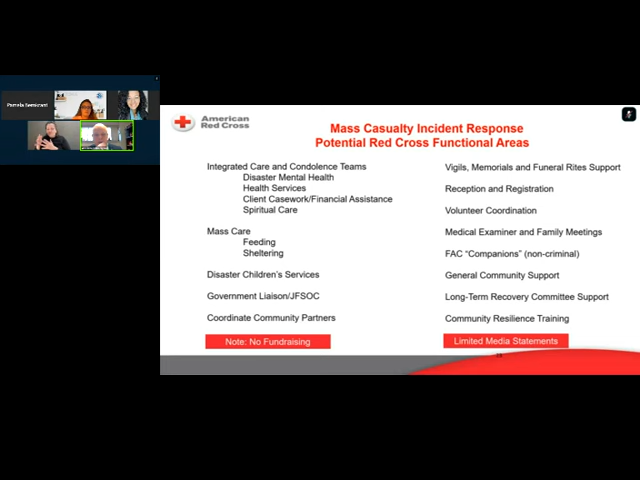 Pamela Semicami
American
Red Cross
Mass Casualty Incident Response
Potential Red Cross Functional Areas
Integrated Care and Condolence Teams
Disaster Mental Health
Health Services
Client Casework/Financial Assistance
Spiritual Care
Mass Care
Feeding
Sheltering
Disaster Children's Services
Government Liaison/JFSOC
Coordinate Community Partners
Note: No Fundraising
Vigils, Memorials and Funeral Rites Support
Reception and Registration
Volunteer Coordination
Medical Examiner and Family Meetings
FAC “Companions” (non-criminal)
General Community Support
Long-Term Recovery Committee Support
Community Resilience Training
Limited Media Statements